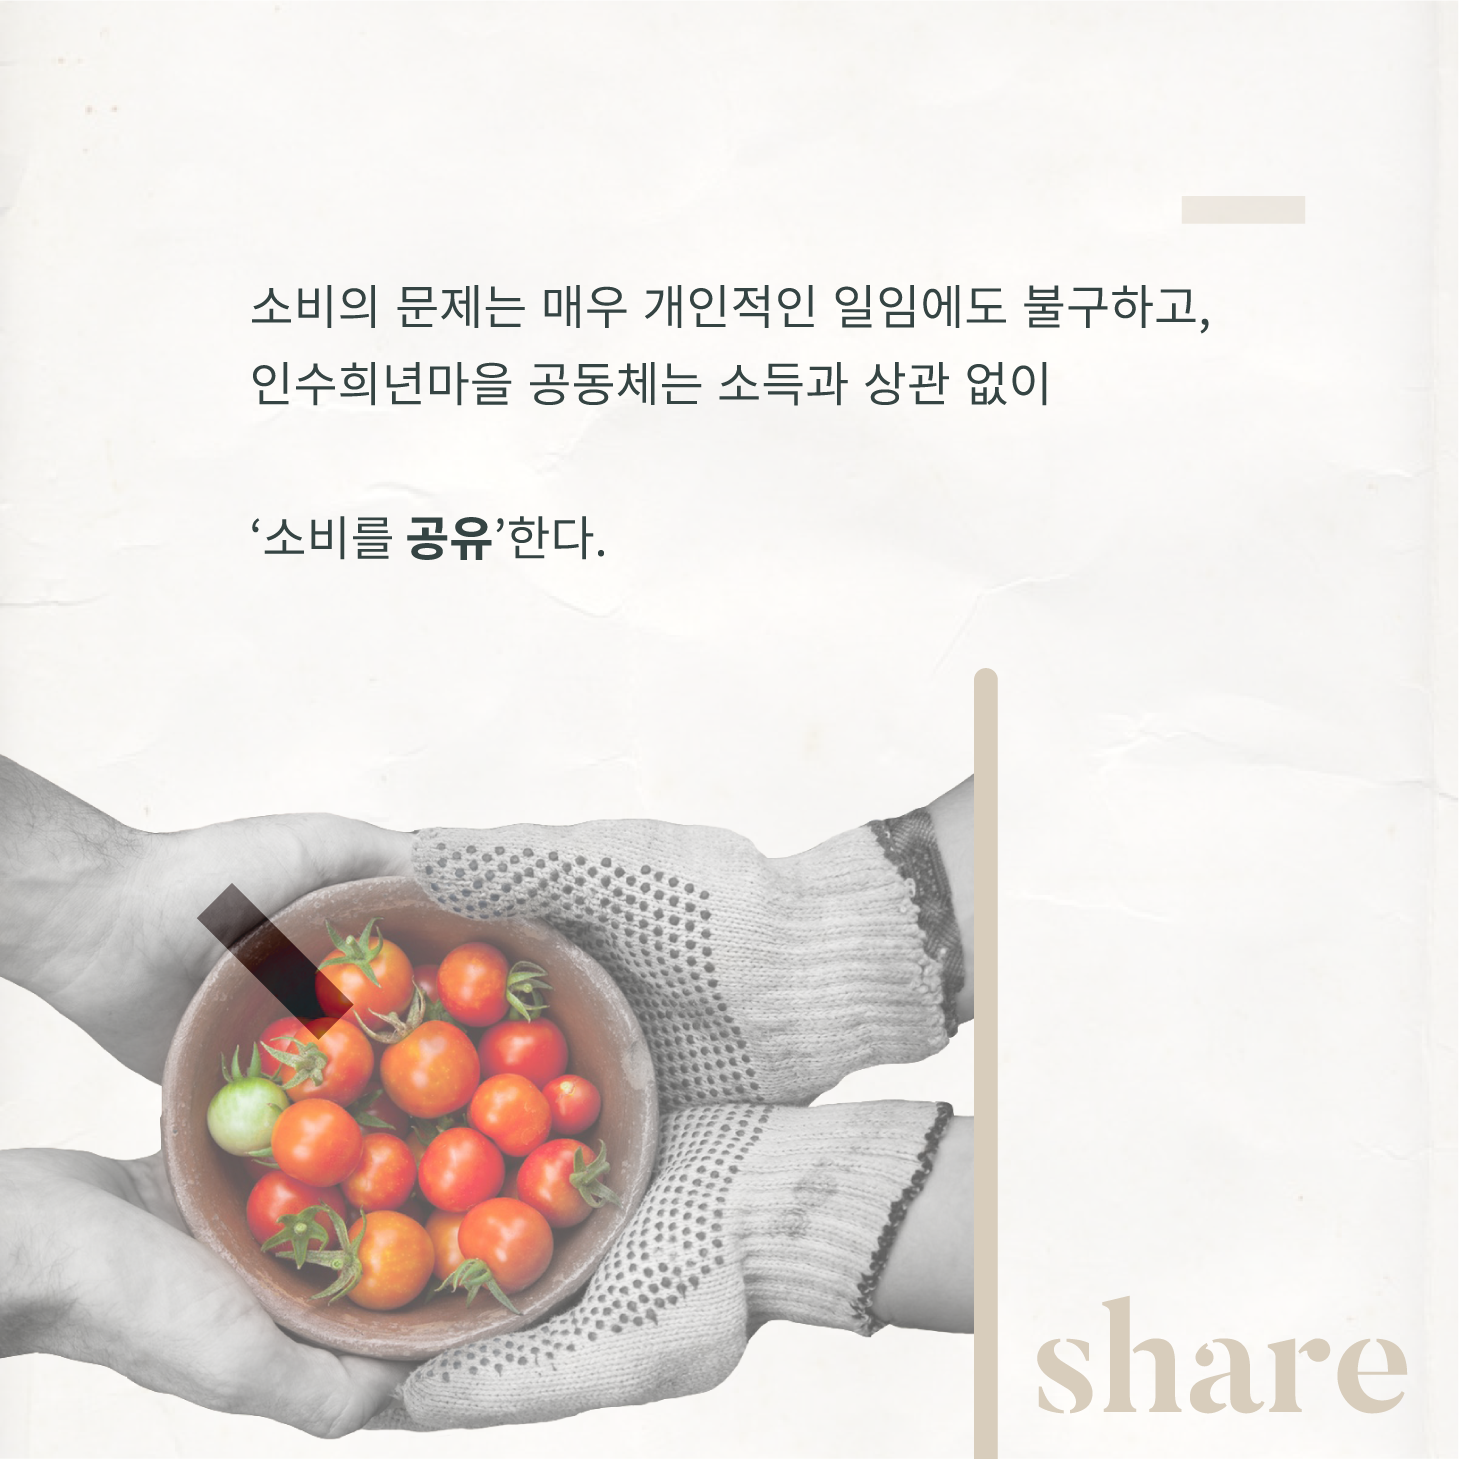 소비의 문제는 매우 개인적인 일임에도 불구하고,
인수희년마을 공동체는 소득과 상관 없이
‘소비를 공유’한다.
share